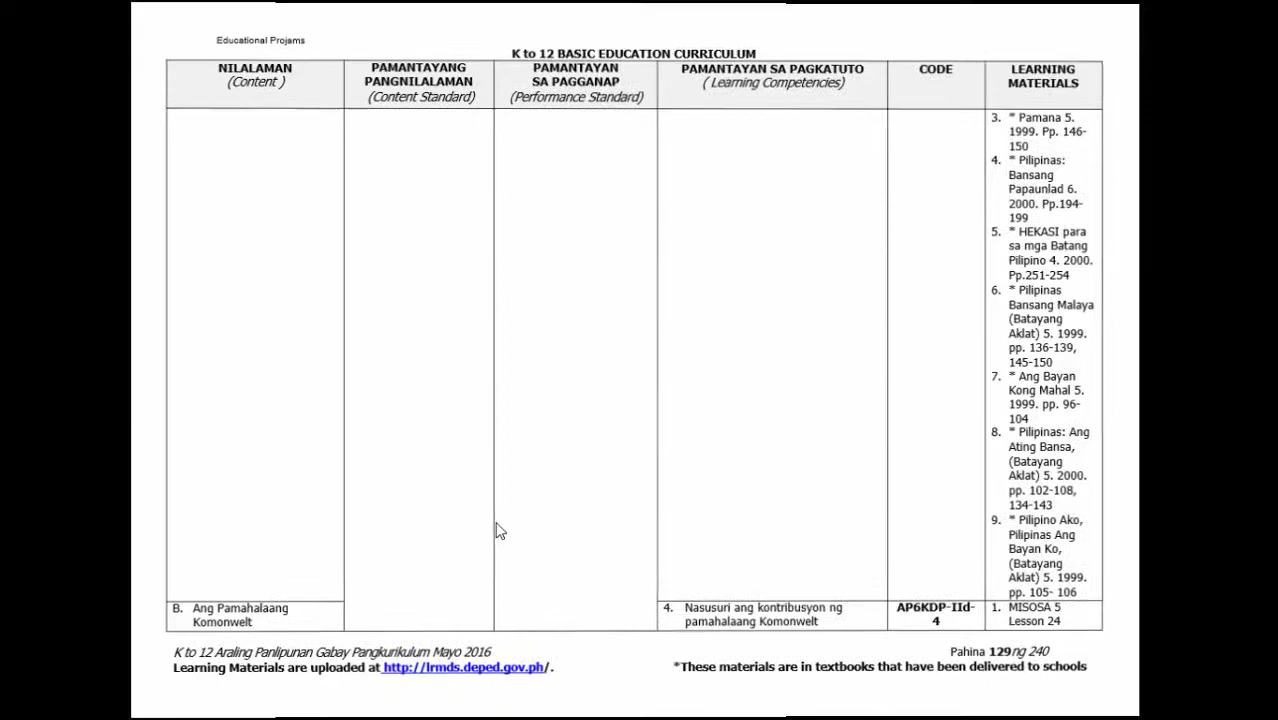 Educational Projams
K to 12 BASIC EDUCATION CURRICULUM
NILALAMAN
(Content )
PAMANTAYANG
PANGNILALAMAN
(Content Standard)
PAMANTAYAN
SA PAGGANAP
(Performance Standard)
PAMANTAYAN SA PAGKATUTO
( Learning Competencies)
CODE
LEARNING
MATERIALS
3. * Pamana 5.
1999. Pp. 146-
150
4. * Pilipinas:
Bansang
Papaunlad 6.
2000. Pp.194-
199
5. * HEKASI para
sa mga Batang
Pilipino 4. 2000.
Pp.251-254
6. * Pilipinas
Bansang Malaya
(Batayang
Aklat) 5. 1999.
pp. 136-139,
145-150
7. * Ang Bayan
Kong Mahal 5.
1999. pp. 96-
104
8. * Pilipinas: Ang
Ating Bansa,
(Batayang
Aklat) 5. 2000.
pp. 102-108,
134-143
9. * Pilipino Ako,
Pilipinas Ang
Bayan Ko,
(Batayang
Aklat) 5. 1999.
pp. 105- 106
B. Ang Pamahalaang
Komonwelt
4. Nasusuri ang kontribusyon ng
pamahalaang Komonwelt
AP6KDP-IId-
4
1. MISOSA 5
Lesson 24
K to 12 Araling Panlipunan Gabay Pangkurikulum Mayo 2016
Pahina 129 ng 240
Learning Materials are uploaded at http://lrmds.deped.gov.ph/.
*These materials are in textbooks that have been delivered to schools